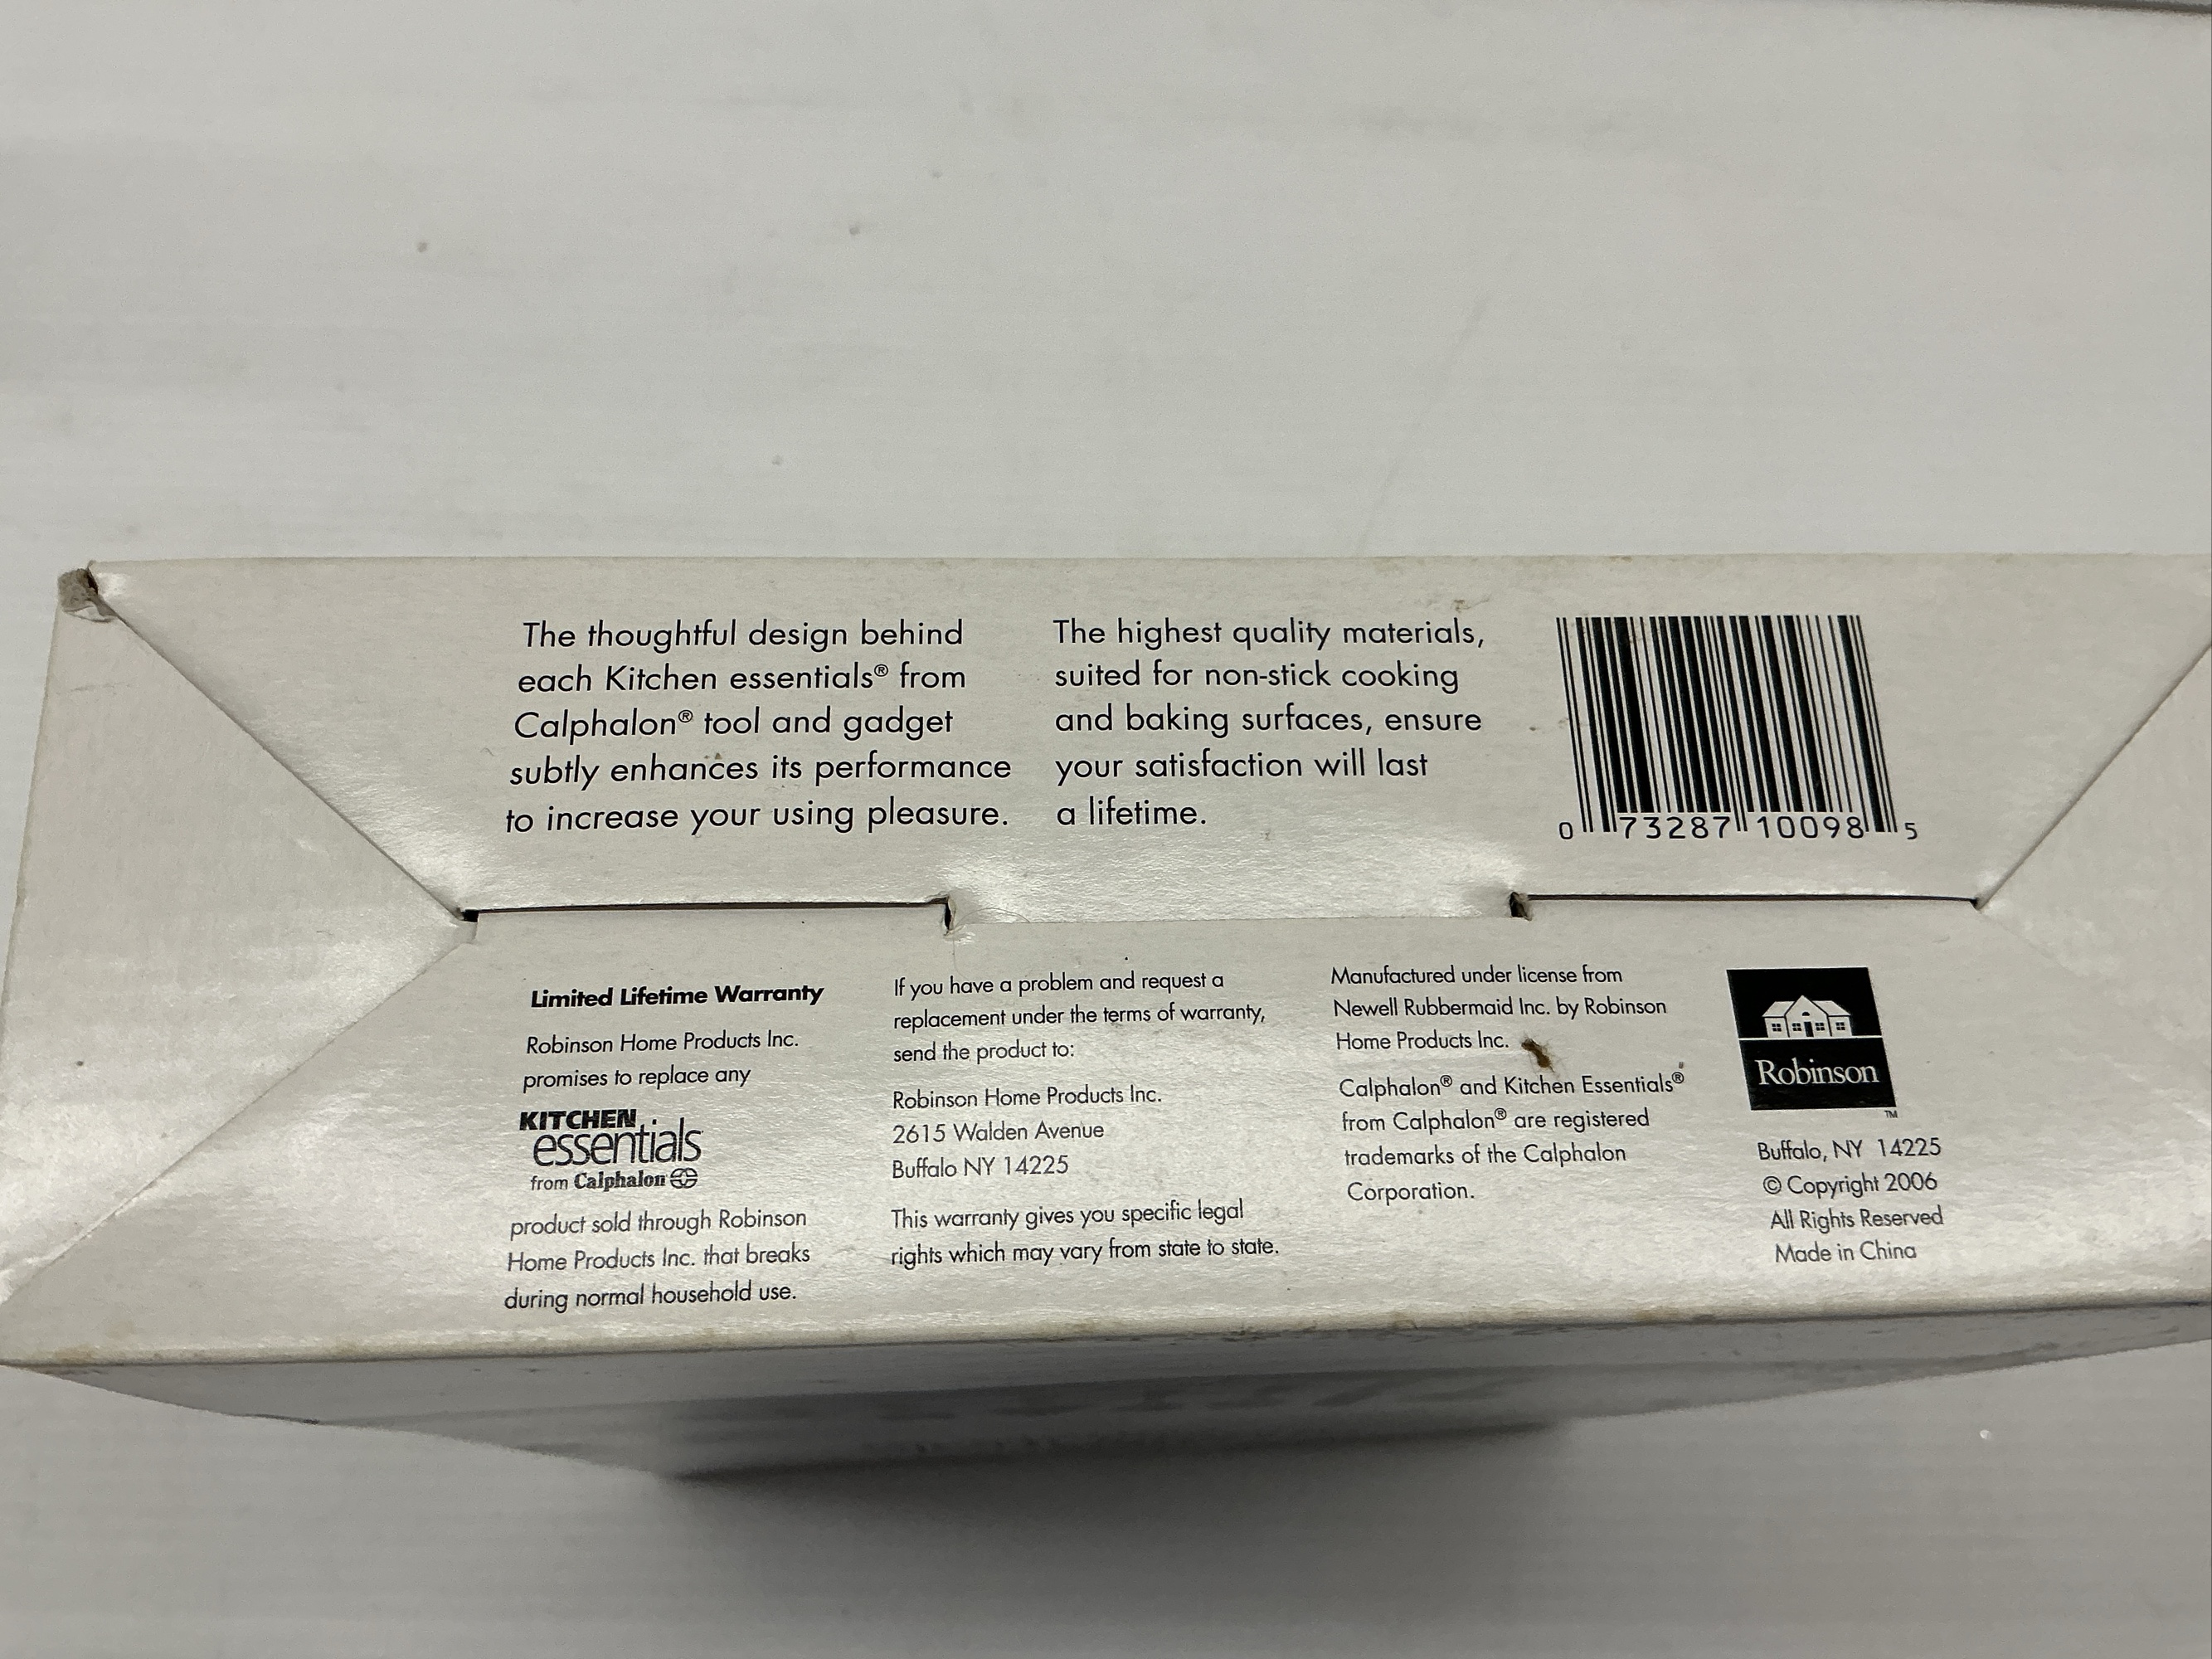 The thoughtful design behind
each Kitchen essentials® from
Calphalon® tool and gadget
subtly enhances its performance
to increase your using pleasure.
The highest quality materials,
suited for non-stick cooking
and baking surfaces, ensure
your satisfaction will last
a lifetime.
0 73287 10098 5
Limited Lifetime Warranty
Robinson Home Products Inc.
promises to replace any
KITCHEN
essentials
from Calphalon
product sold through Robinson
Home Products Inc. that breaks
during normal household use.
If you have a problem and request a
replacement under the terms of warranty,
send the product to:
Robinson Home Products Inc.
2615 Walden Avenue
Buffalo NY 14225
This warranty gives you specific legal
rights which may vary from state to state.
Manufactured under license from
Newell Rubbermaid Inc. by Robinson
Home Products Inc.
Calphalon® and Kitchen Essentials®
from Calphalon® are registered
trademarks of the Calphalon
Corporation.
Robinson
TM
Buffalo, NY 14225
© Copyright 2006
All Rights Reserved
Made in China